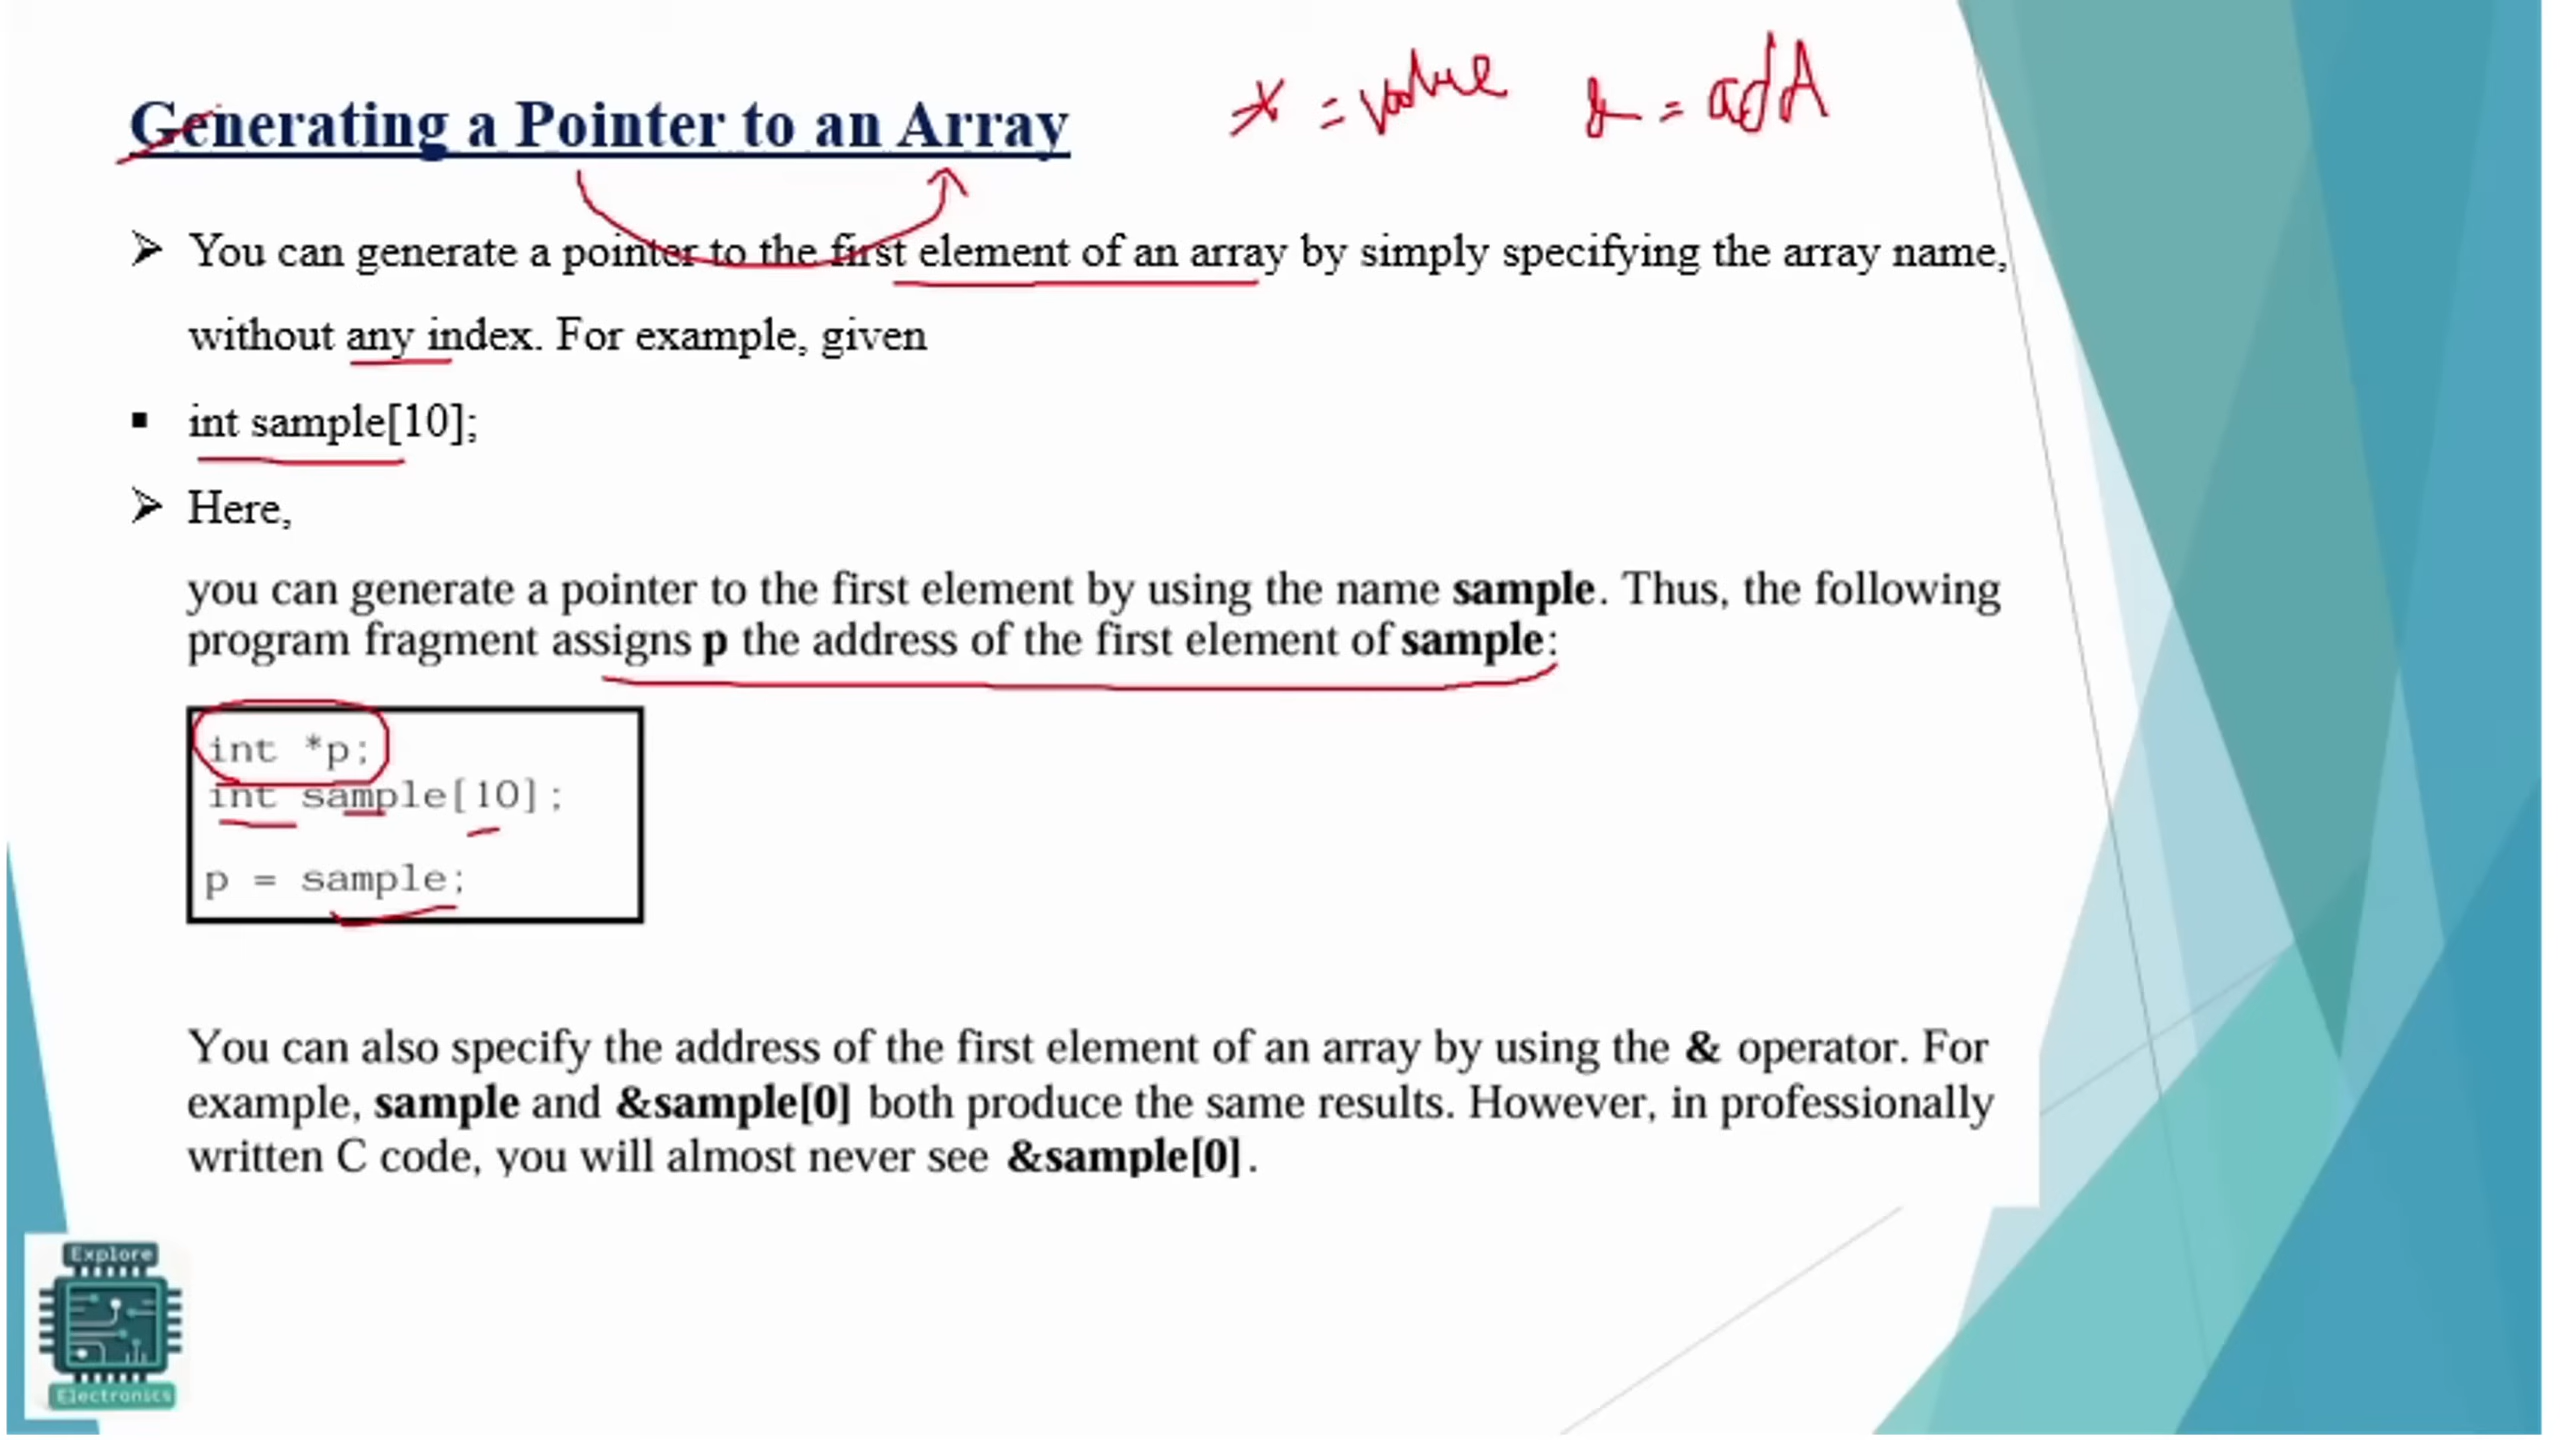 * = value & = add
Generating a Pointer to an Array
➤ You can generate a pointer to the first element of an array by simply specifying the array name,
without any index. For example, given
▪ int sample[10];
➤ Here,
you can generate a pointer to the first element by using the name sample. Thus, the following
program fragment assigns p the address of the first element of sample:
int *p;
int sample[10];
p = sample;
You can also specify the address of the first element of an array by using the & operator. For
example, sample and &sample[0] both produce the same results. However, in professionally
written C code, you will almost never see &sample[0].
Explore
Electronics